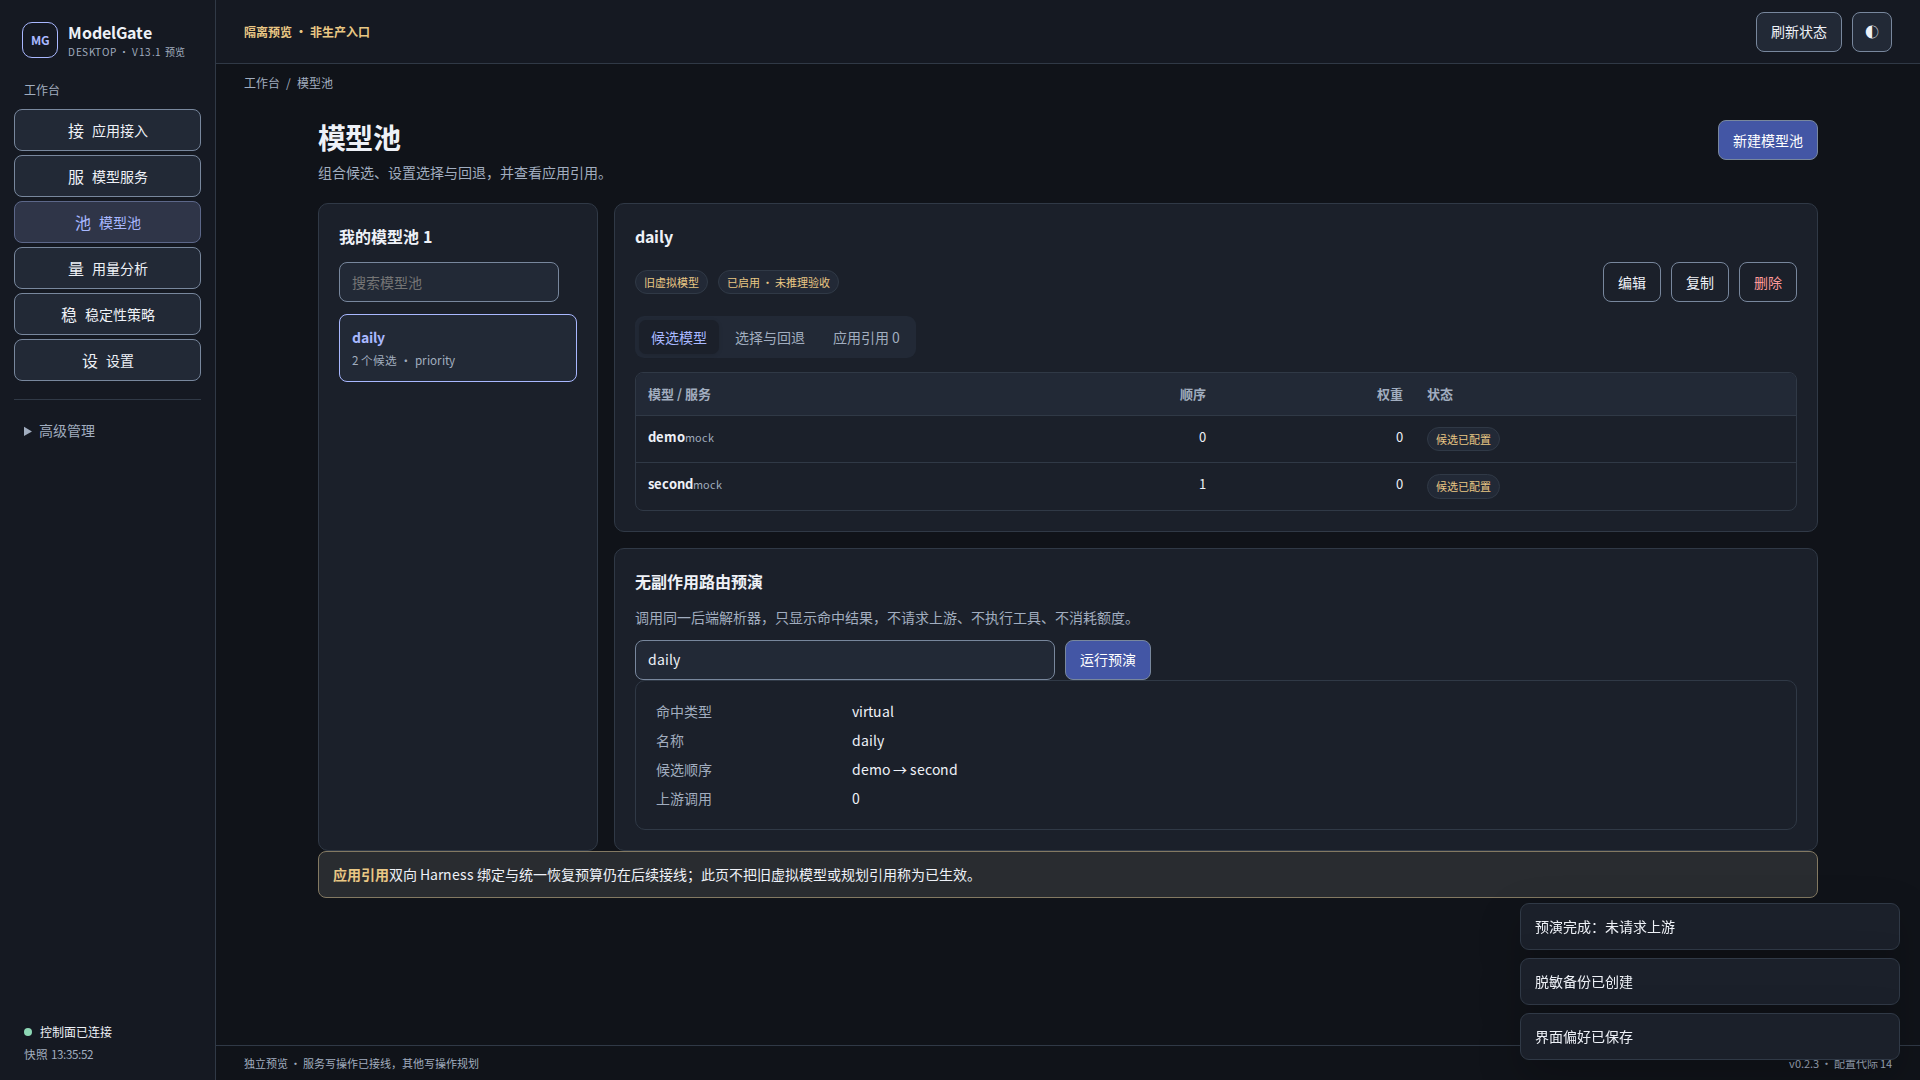 MG
ModelGate
DESKTOP · V13.1 预览
工作台
接 应用接入
服 模型服务
池 模型池
量 用量分析
稳 稳定性策略
设 设置
▶ 高级管理
控制面已连接
快照 13:35:52
隔离预览 · 非生产入口
刷新状态
工作台 / 模型池
模型池
组合候选、设置选择与回退，并查看应用引用。
新建模型池
我的模型池 1
搜索模型池
daily
2 个候选 · priority
daily
旧虚拟模型 已启用 · 未推理验收
编辑 复制 删除
候选模型 选择与回退 应用引用 0
模型 / 服务 顺序 权重 状态
demomock 0 0 候选已配置
secondmock 1 0 候选已配置
无副作用路由预演
调用同一后端解析器，只显示命中结果，不请求上游、不执行工具、不消耗额度。
daily 运行预演
命中类型 virtual
名称 daily
候选顺序 demo → second
上游调用 0
应用引用双向 Harness 绑定与统一恢复预算仍在后续接线；此页不把旧虚拟模型或规划引用称为已生效。
预演完成：未请求上游
脱敏备份已创建
界面偏好已保存
独立预览 · 服务写操作已接线，其他写操作规划
v0.2.3 · 配置代际 14